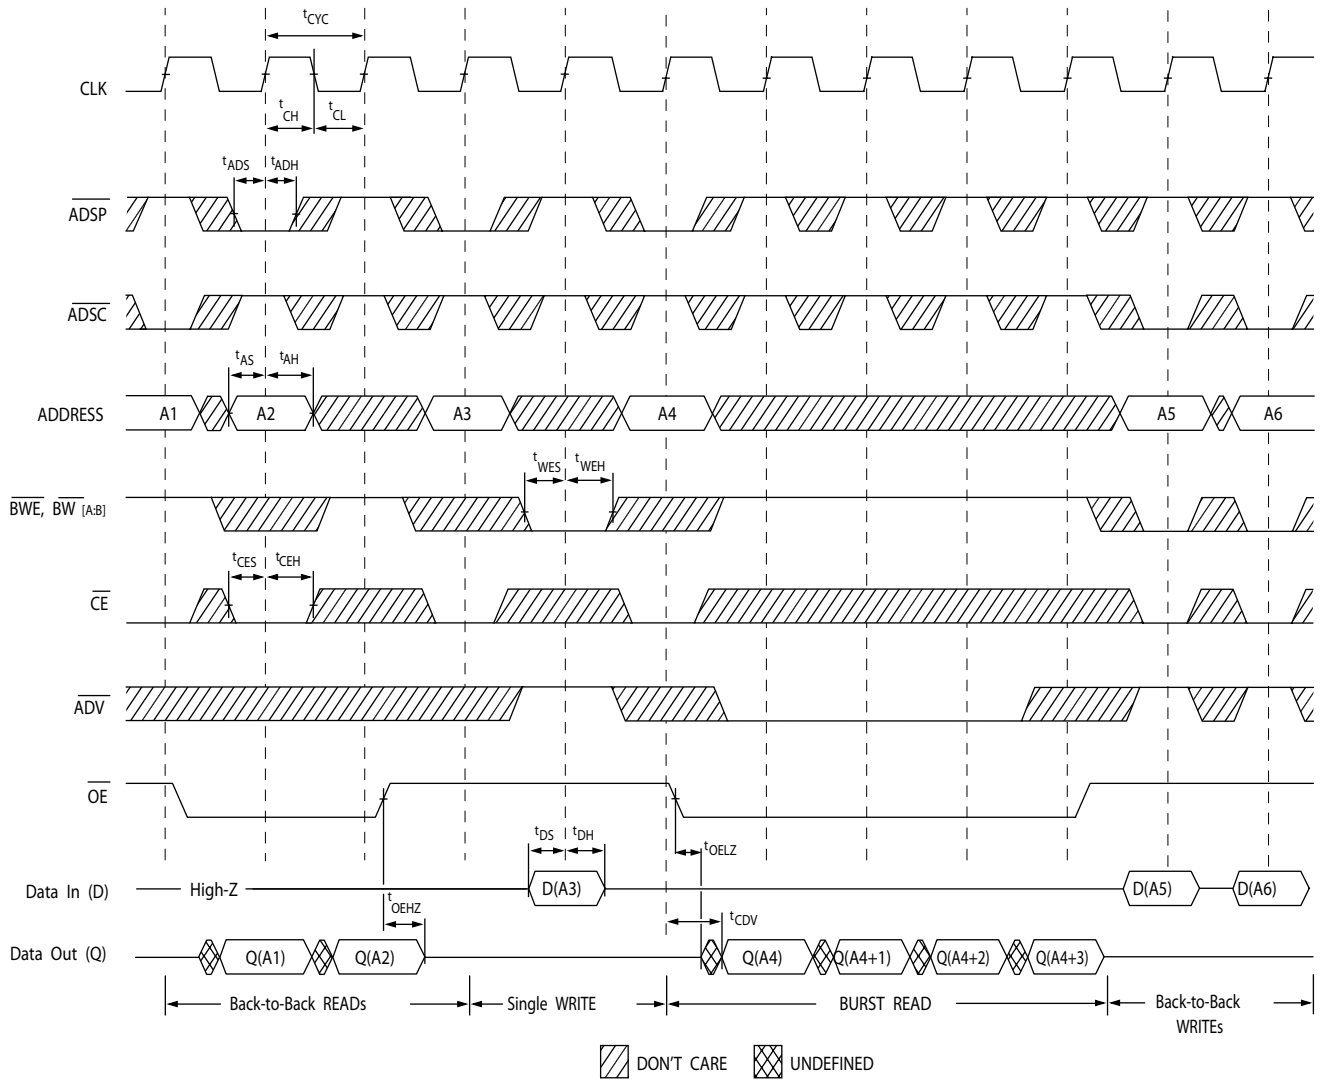 tCYC
CLK
tCH
tCL
tADS
tADH
ADSP
ADSC
tAS
tAH
ADDRESS
A1
A2
A3
A4
A5
A6
tWES
tWEH
BWE, BW [A:B]
tCES
tCEH
CE
ADV
OE
tDS
tDH
tOELZ
Data In (D)
High-Z
D(A3)
D(A5)
D(A6)
tOEHZ
tCDV
Data Out (Q)
Q(A1)
Q(A2)
Q(A4)
Q(A4+1)
Q(A4+2)
Q(A4+3)
Back-to-Back READs
Single WRITE
BURST READ
Back-to-Back
WRITEs
DON'T CARE
UNDEFINED